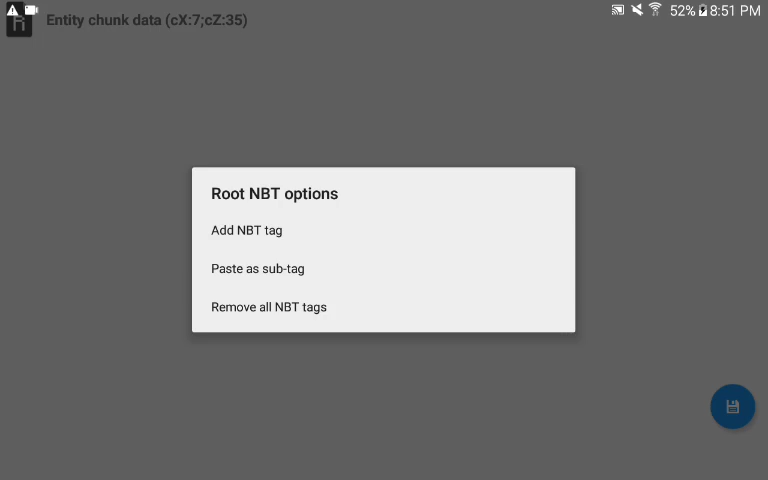 Entity chunk data (cX:7;cZ:35)
52% 8:51 PM
Root NBT options
Add NBT tag
Paste as sub-tag
Remove all NBT tags